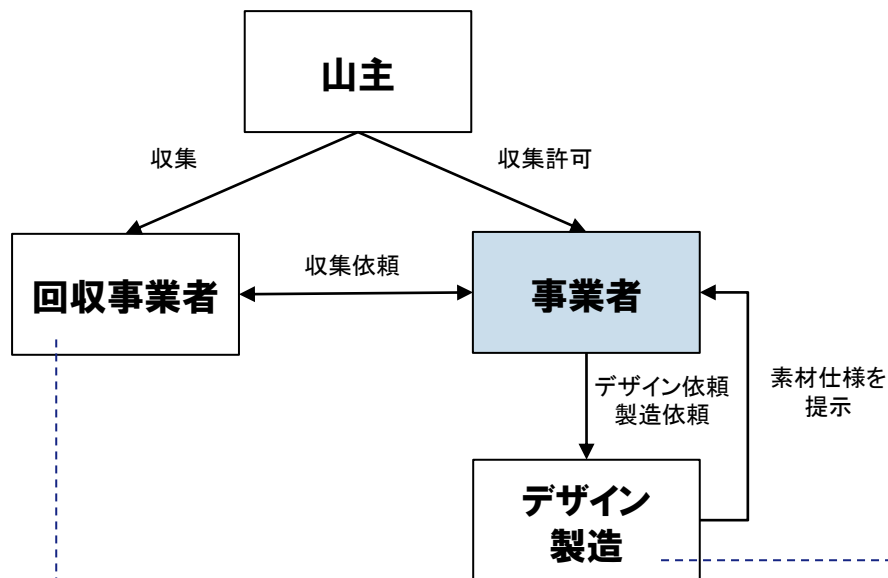 山主
収集
収集許可
回収事業者
収集依頼
事業者
デザイン依頼
製造依頼
素材仕様を
提示
デザイン
製造